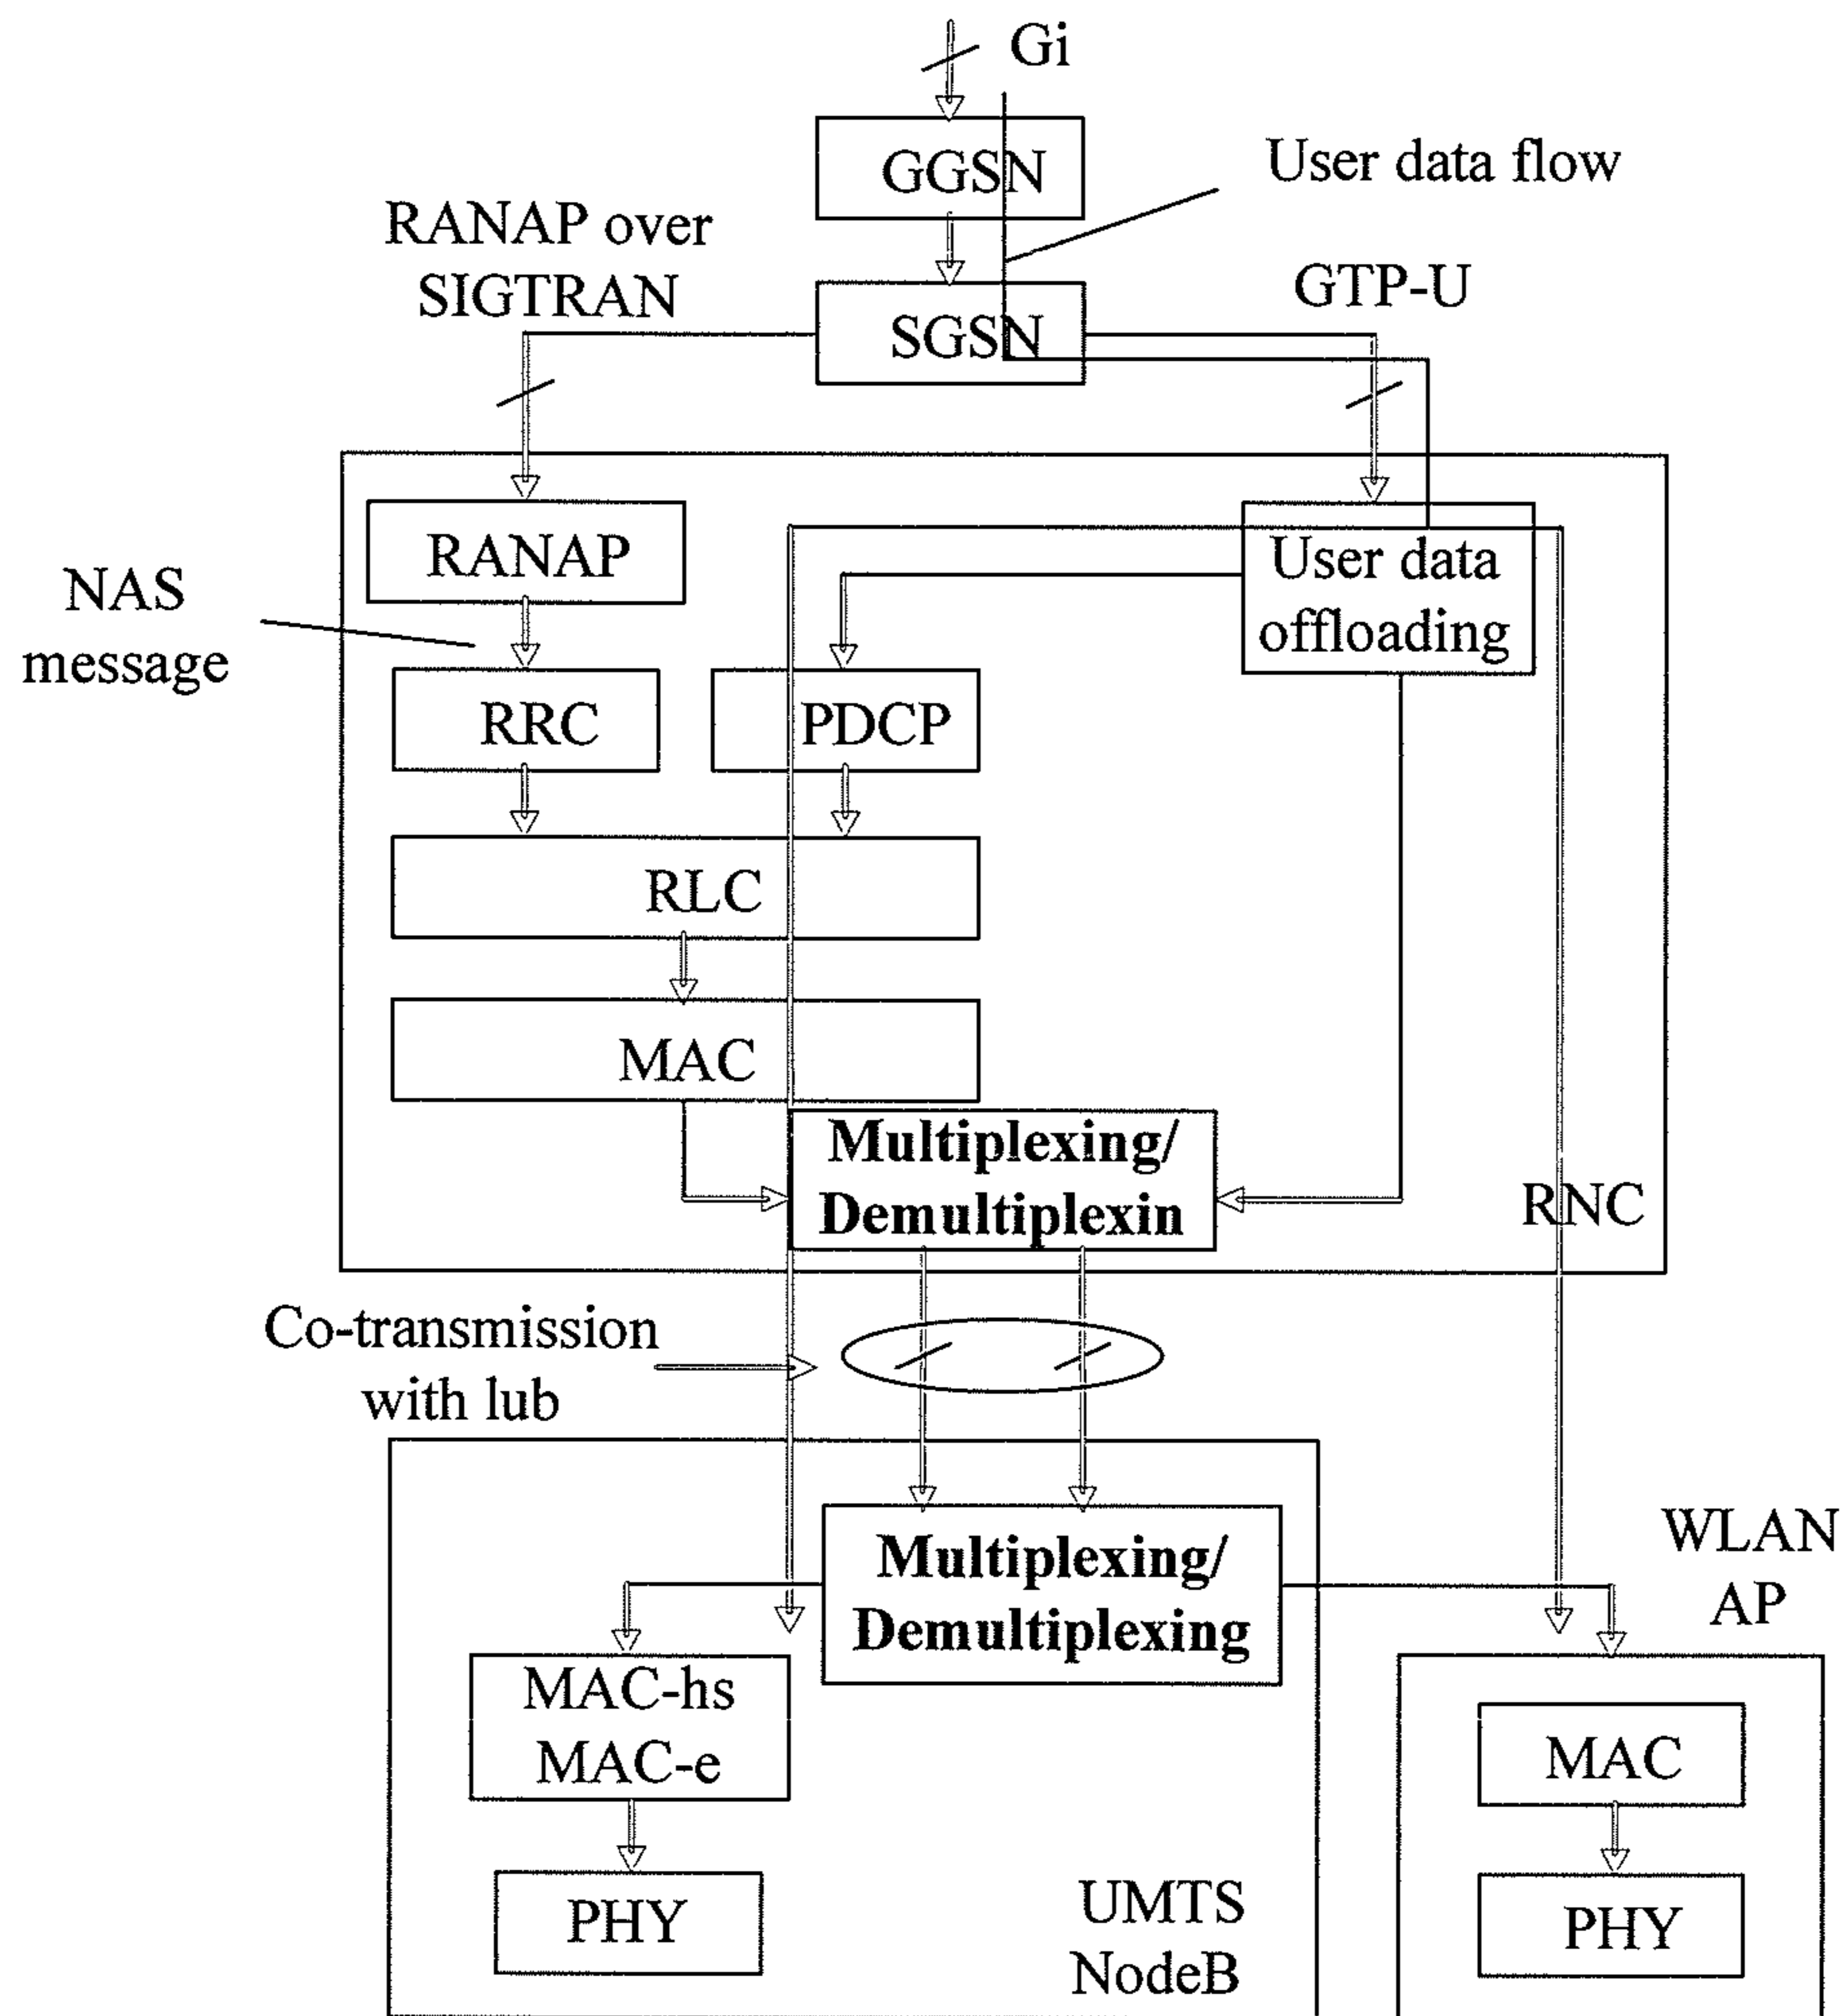 Gi
GGSN
User data flow
RANAP over
SIGTRAN
GTP-U
SGSN
RANAP
User data
offloading
NAS
message
RRC
PDCP
RLC
MAC
Multiplexing/
Demultiplexin
RNC
Co-transmission
with lub
Multiplexing/
Demultiplexing
WLAN
AP
MAC-hs
MAC-e
MAC
PHY
UMTS
NodeB
PHY